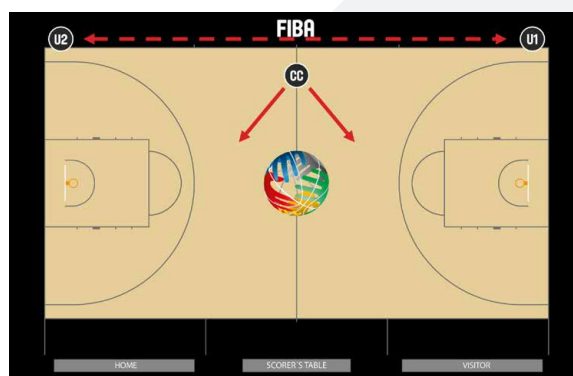 FIBA
U2
U1
CC
HOME
SCORER´S TABLE
VISITOR